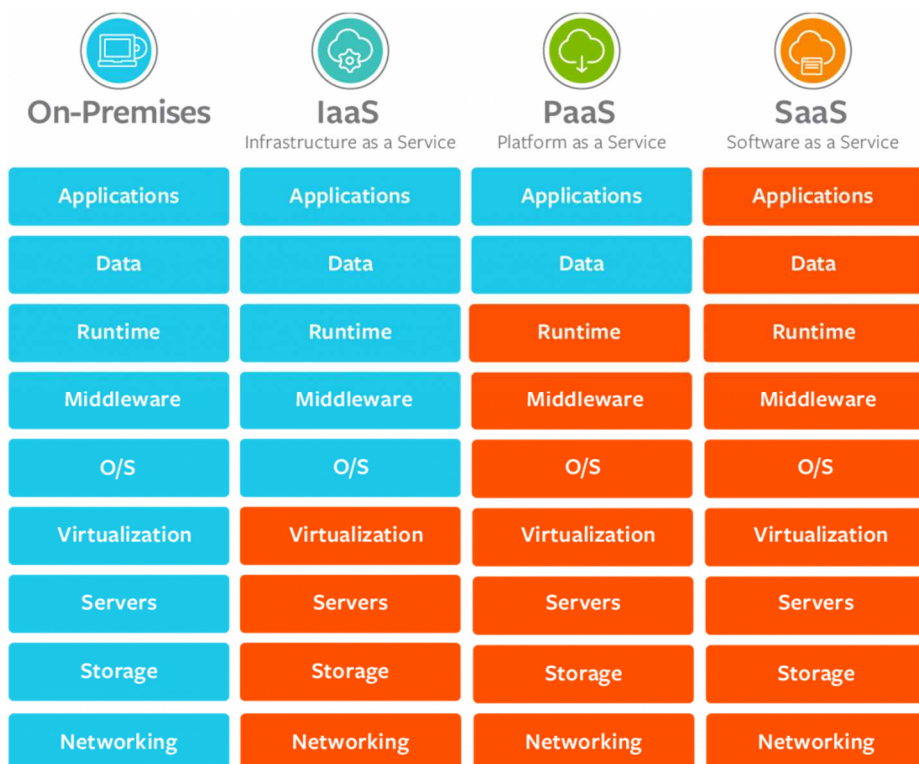 On-Premises
IaaS
Infrastructure as a Service
PaaS
Platform as a Service
SaaS
Software as a Service
Applications Applications Applications Applications
Data Data Data Data
Runtime Runtime Runtime Runtime
Middleware Middleware Middleware Middleware
O/S O/S O/S O/S
Virtualization Virtualization Virtualization Virtualization
Servers Servers Servers Servers
Storage Storage Storage Storage
Networking Networking Networking Networking